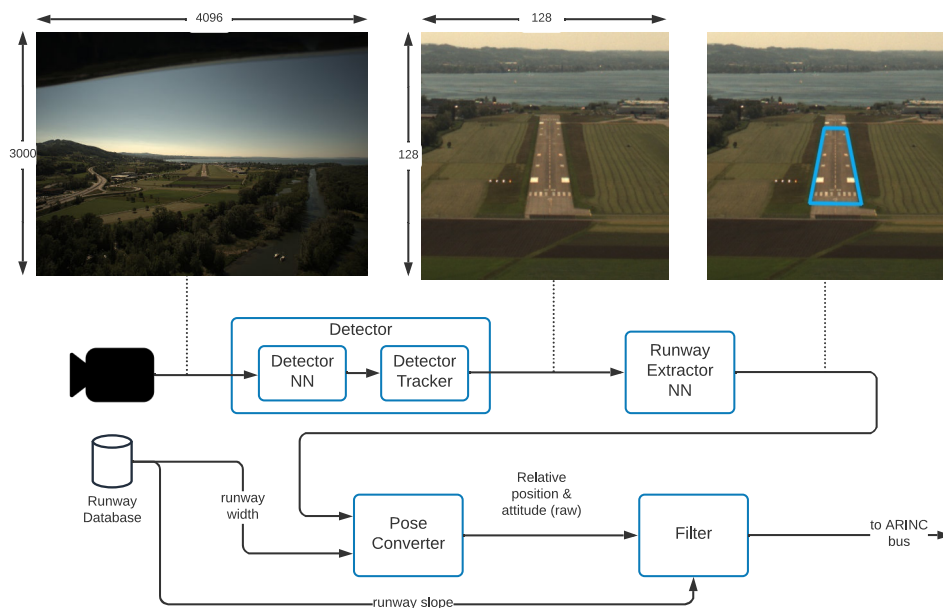 4096
128
3000
128
Detector
Detector
NN
Detector
Tracker
Runway
Extractor
NN
Runway
Database
runway
width
Pose
Converter
Relative
position &
attitude (raw)
Filter
to ARINC
bus
runway slope